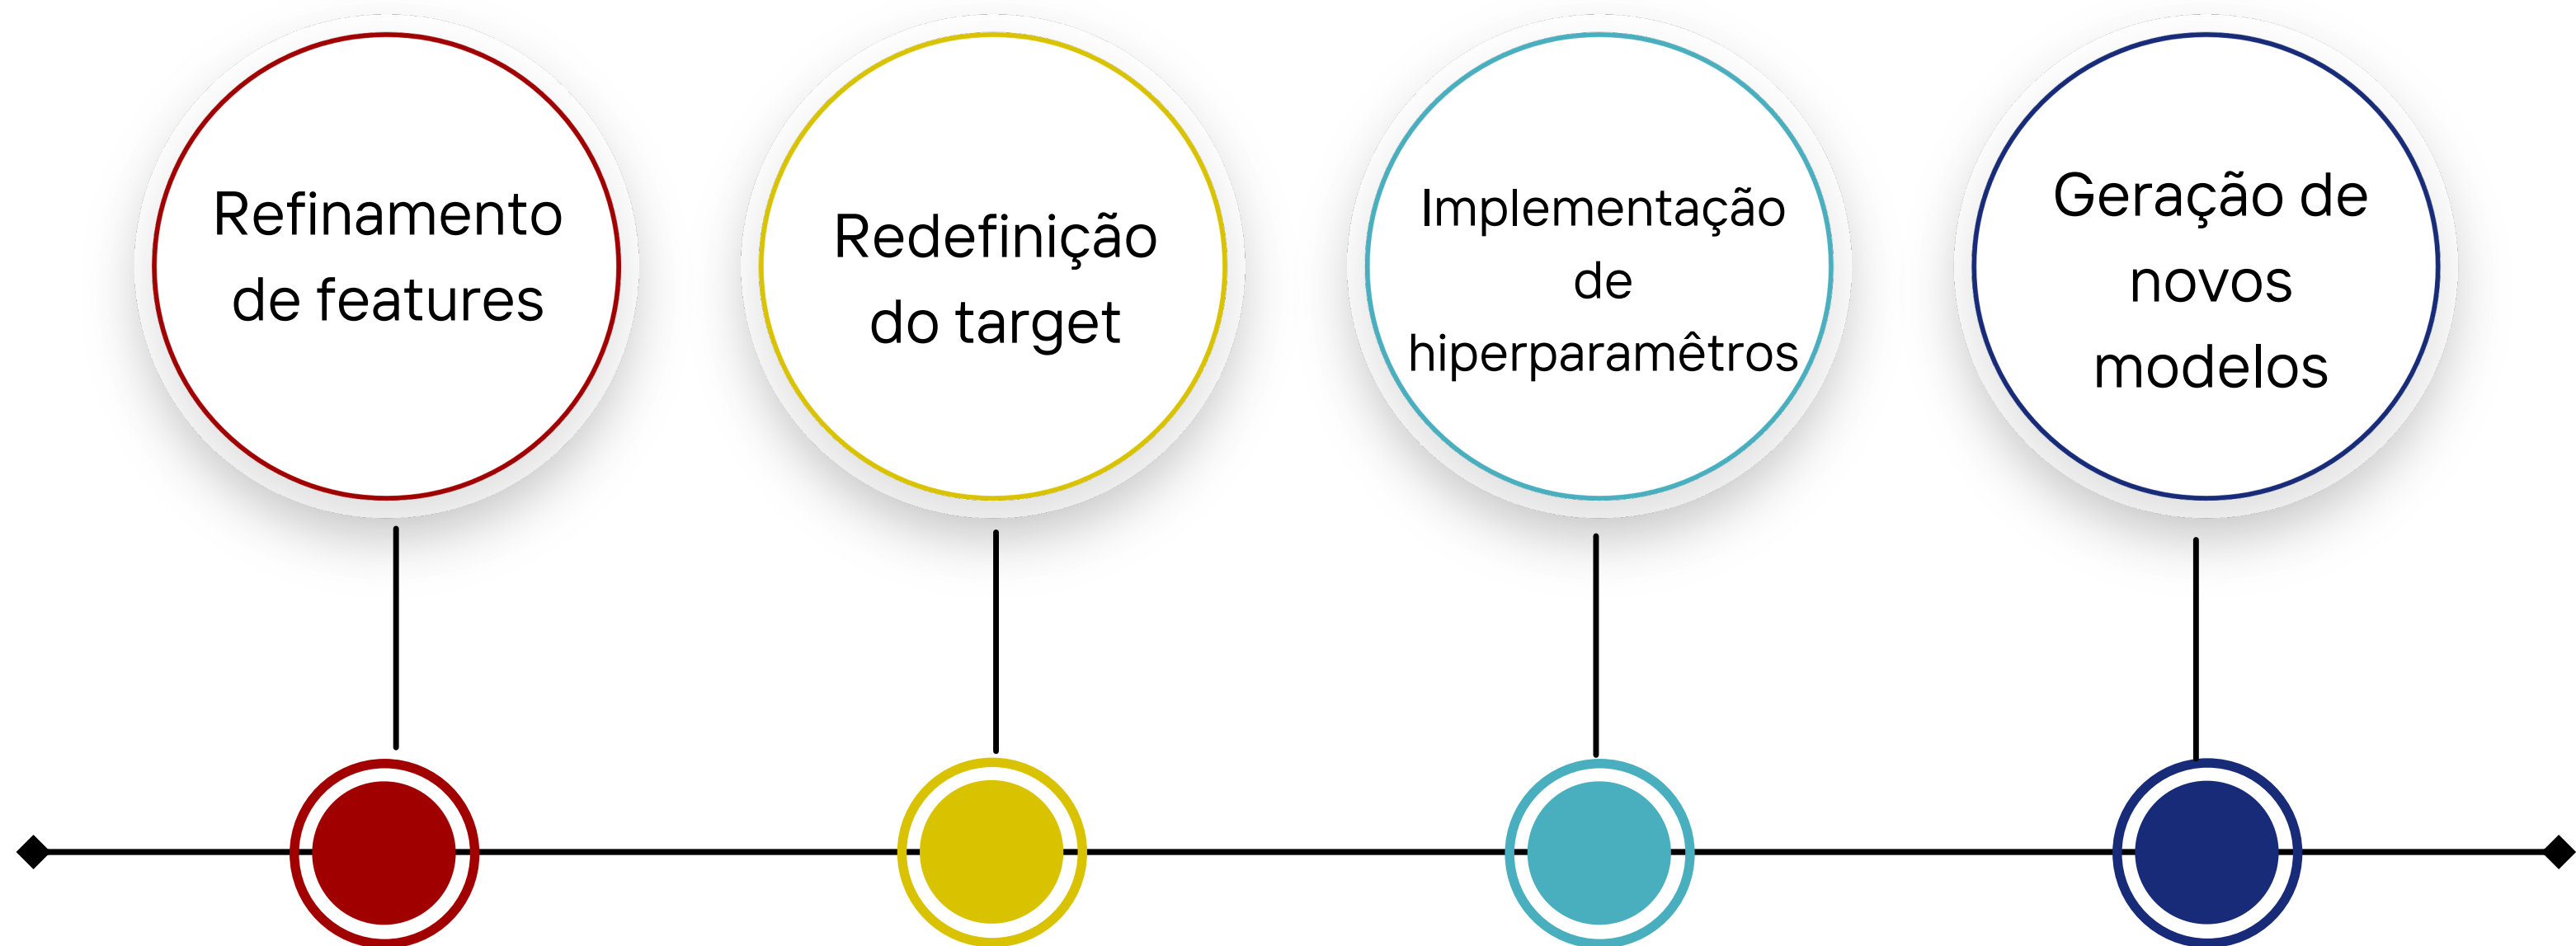 Refinamento
de features
Redefinição
do target
Implementação
de
hiperparamêtros
Geração de
novos
modelos